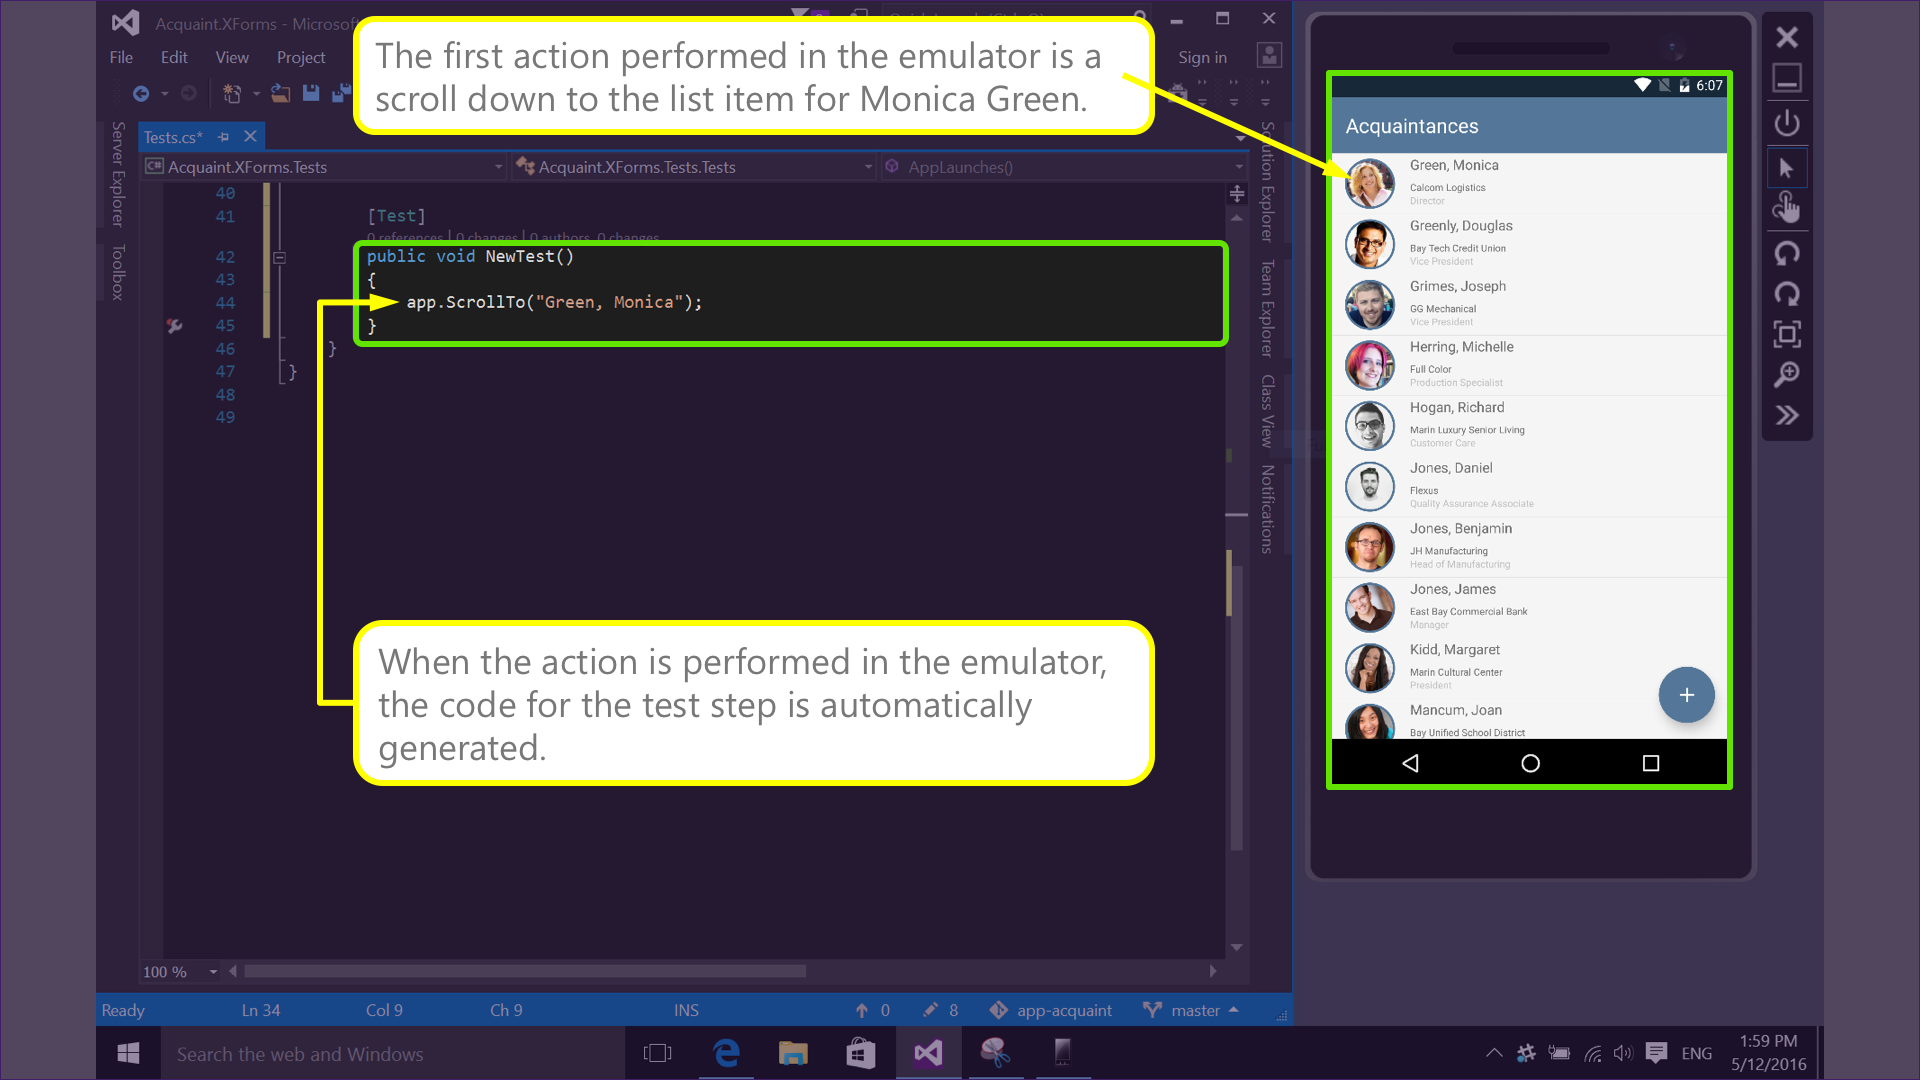 Acquaint.XForms - Microsof
The first action performed in the emulator is a
scroll down to the list item for Monica Green.
File Edit View Project
Sign in
Tests.cs*
Acquaint.XForms.Tests
Acquaint.XForms.Tests.Tests
AppLaunches()
Server Explorer
Toolbox
40
41 [Test]
0 references | 0 changes | 0 authors, 0 changes
42 public void NewTest()
43 {
44 app.ScrollTo("Green, Monica");
45 }
46 }
47 }
48
49
When the action is performed in the emulator,
the code for the test step is automatically
generated.
Solution Explorer
Team Explorer
Class View
Notifications
100 %
Ready Ln 34 Col 9 Ch 9 INS 0 8 app-acquaint master
6:07
Acquaintances
Green, Monica
Calcom Logistics
Director
Greenly, Douglas
Bay Tech Credit Union
Vice President
Grimes, Joseph
GG Mechanical
Vice President
Herring, Michelle
Full Color
Production Specialist
Hogan, Richard
Marin Luxury Senior Living
Customer Care
Jones, Daniel
Flexus
Quality Assurance Associate
Jones, Benjamin
JH Manufacturing
Head of Manufacturing
Jones, James
East Bay Commercial Bank
Manager
Kidd, Margaret
Marin Cultural Center
President
Mancum, Joan
Bay Unified School District
+
Search the web and Windows
ENG
1:59 PM
5/12/2016